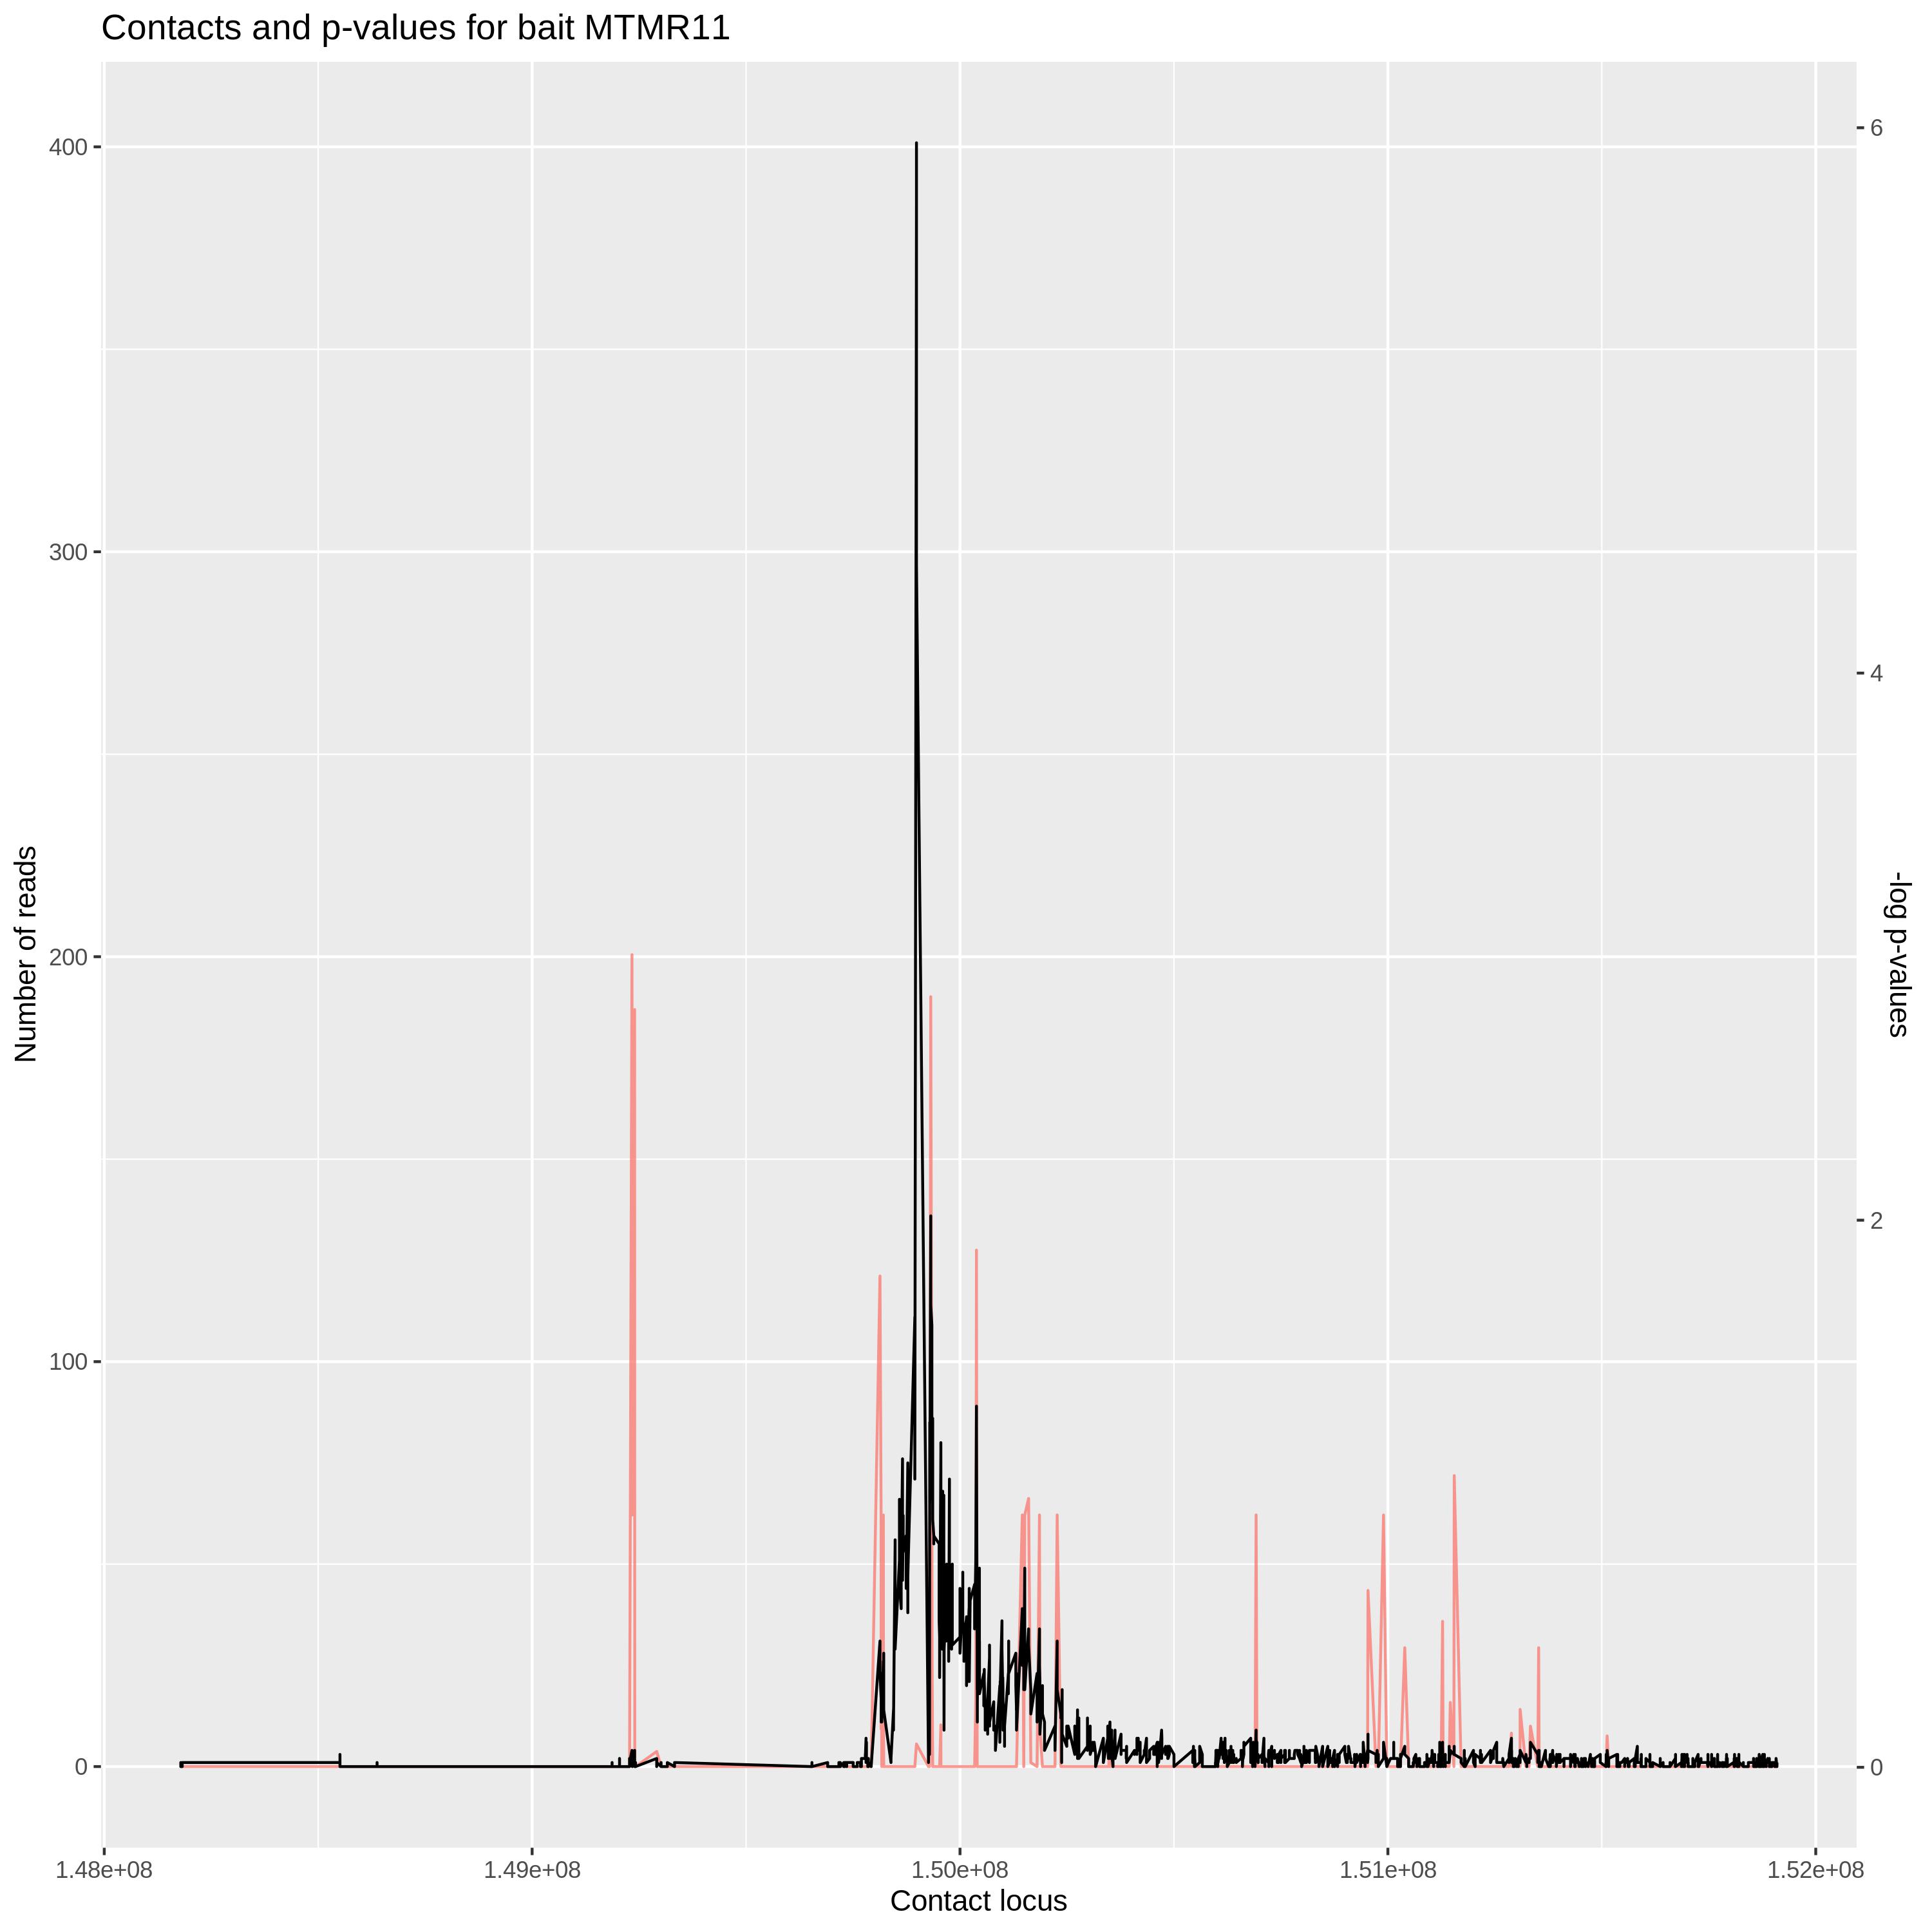 Contacts and p-values for bait MTMR11
400
300
200
100
0
6
4
2
0
Number of reads
-log p-values
1.48e+08
1.49e+08
1.50e+08
1.51e+08
1.52e+08
Contact locus